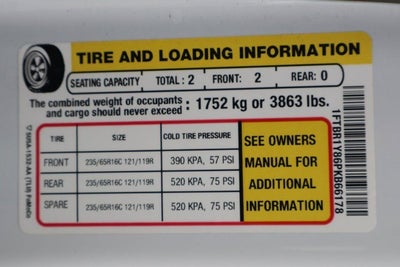 TIRE AND LOADING INFORMATION
SEATING CAPACITY TOTAL: 2 FRONT: 2 REAR: 0
The combined weight of occupants
and cargo should never exceed : 1752 kg or 3863 lbs.
TIRE SIZE COLD TIRE PRESSURE
FRONT 235/65R16C 121/119R 390 KPA, 57 PSI
REAR 235/65R16C 121/119R 520 KPA, 75 PSI
SPARE 235/65R16C 121/119R 520 KPA, 75 PSI
SEE OWNERS
MANUAL FOR
ADDITIONAL
INFORMATION
1FTBR1Y86PKB66178